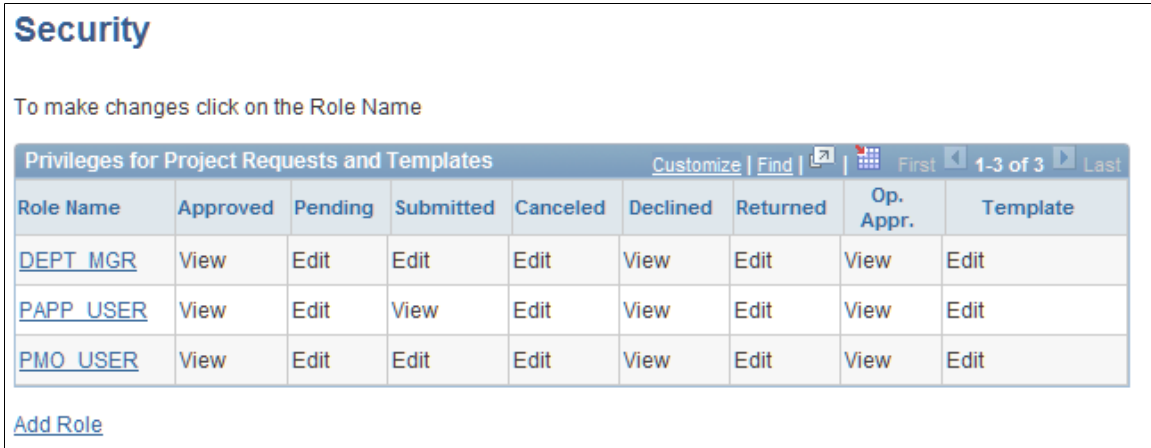 Security
To make changes click on the Role Name
Privileges for Project Requests and Templates Customize | Find | | First 1-3 of 3 Last
Role Name Approved Pending Submitted Canceled Declined Returned Op. Appr. Template
DEPT_MGR View Edit Edit Edit View Edit View Edit
PAPP_USER View Edit View Edit View Edit View Edit
PMO_USER View Edit Edit Edit View Edit View Edit
Add Role